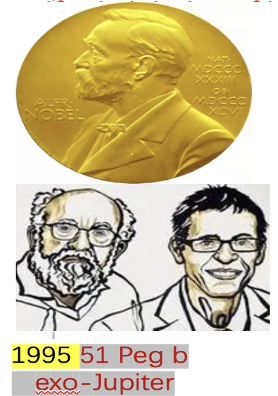 ALFR.
NOBEL
NAT.
MDCCC
XXXIII
OB.
MDCCC
XCVI
1995 51 Peg b
exo-Jupiter